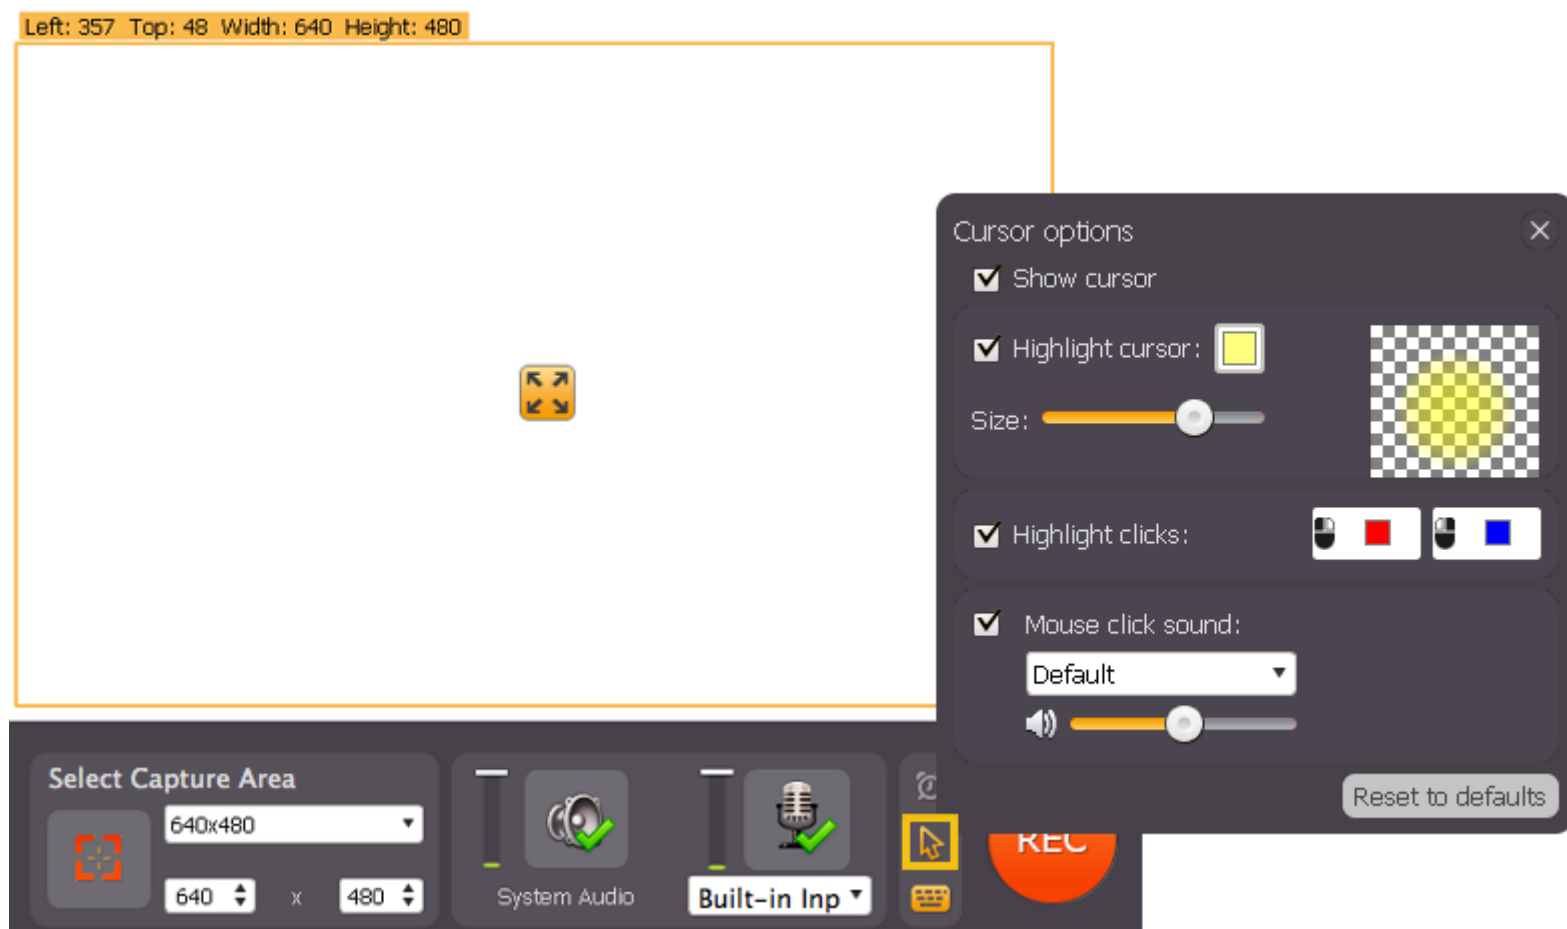 Left: 357 Top: 48 Width: 640 Height: 480
Cursor options
Show cursor
Highlight cursor:
Size:
Highlight clicks:
Mouse click sound:
Default
Reset to defaults
Select Capture Area
640x480
640 x 480
System Audio
Built-in Inp
REC